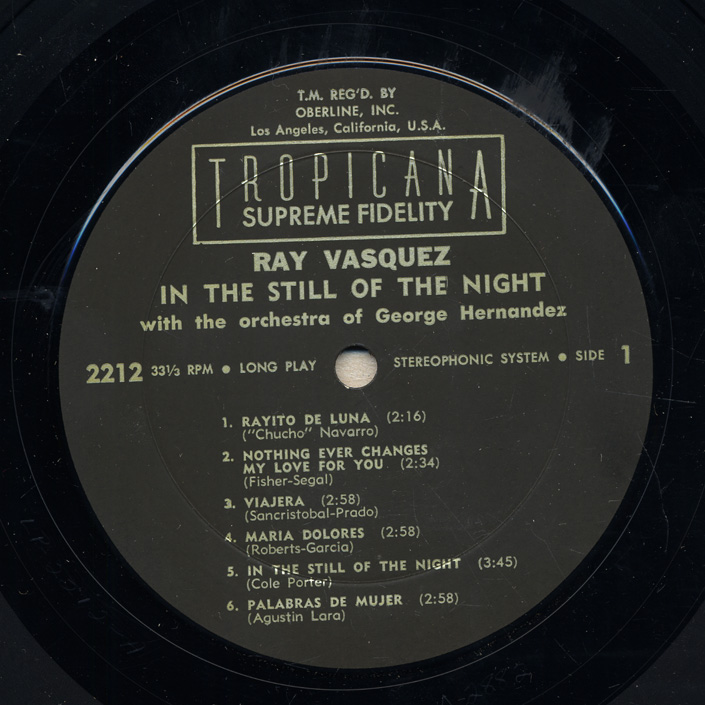 T.M. REG'D. BY
OBERLINE, INC.
Los Angeles, California, U.S.A.
TROPICANA
SUPREME FIDELITY
RAY VASQUEZ
IN THE STILL OF THE NIGHT
with the orchestra of George Hernandez
2212 33⅓ RPM • LONG PLAY STEREOPHONIC SYSTEM • SIDE 1
1. RAYITO DE LUNA (2:16)
("Chucho" Navarro)
2. NOTHING EVER CHANGES
MY LOVE FOR YOU (2:34)
(Fisher-Segal)
3. VIAJERA (2:58)
(Sancristobal-Prado)
4. MARIA DOLORES (2:58)
(Roberts-Garcia)
5. IN THE STILL OF THE NIGHT (3:45)
(Cole Porter)
6. PALABRAS DE MUJER (2:58)
(Agustin Lara)